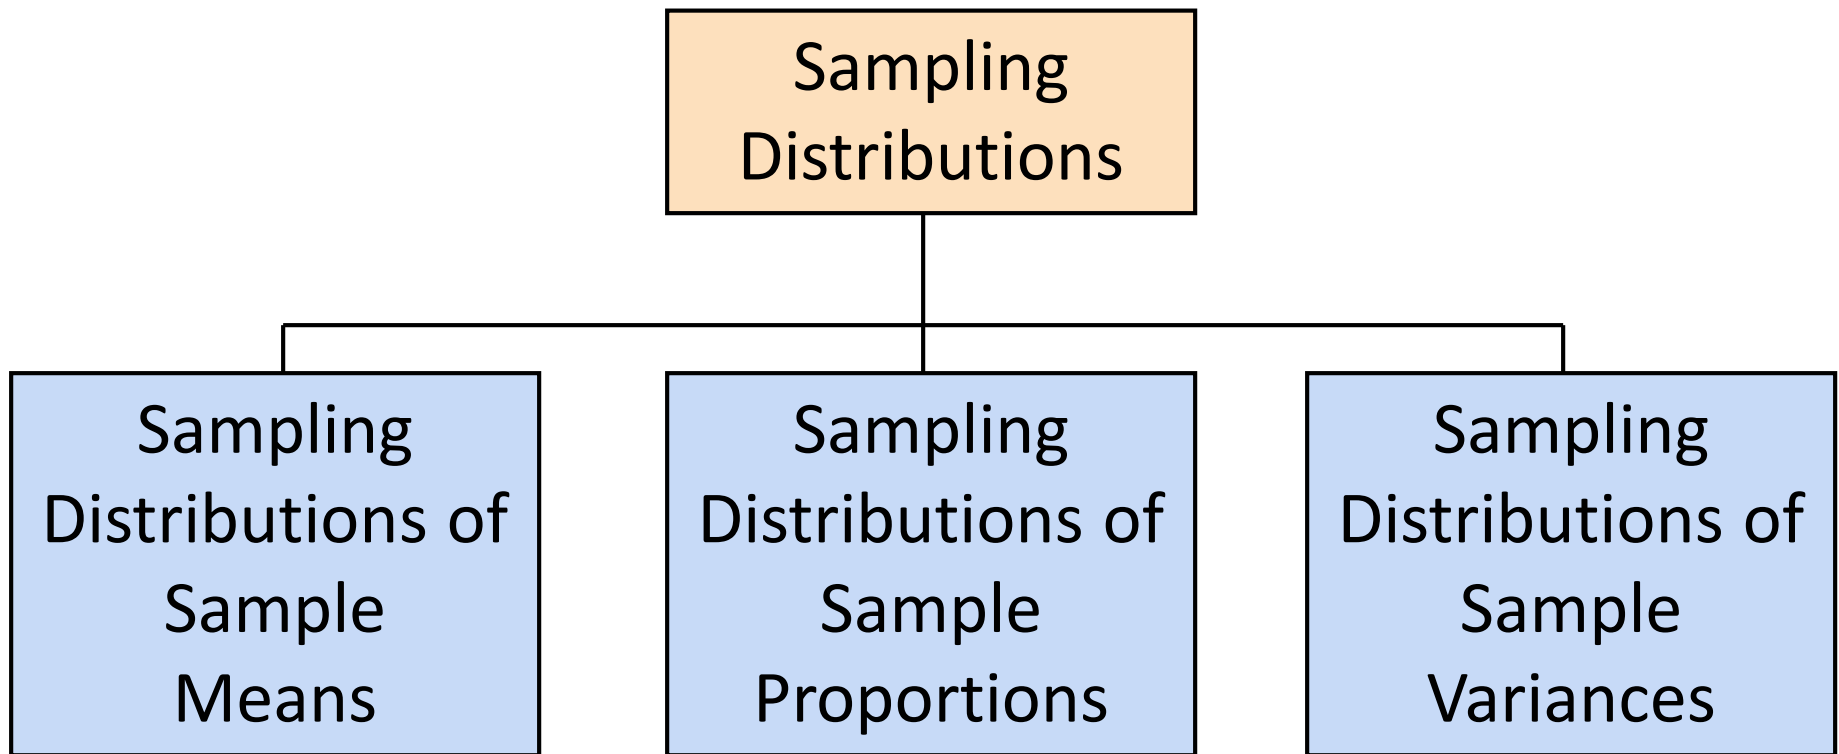 Sampling
Distributions
Sampling
Distributions of
Sample
Means
Sampling
Distributions of
Sample
Proportions
Sampling
Distributions of
Sample
Variances